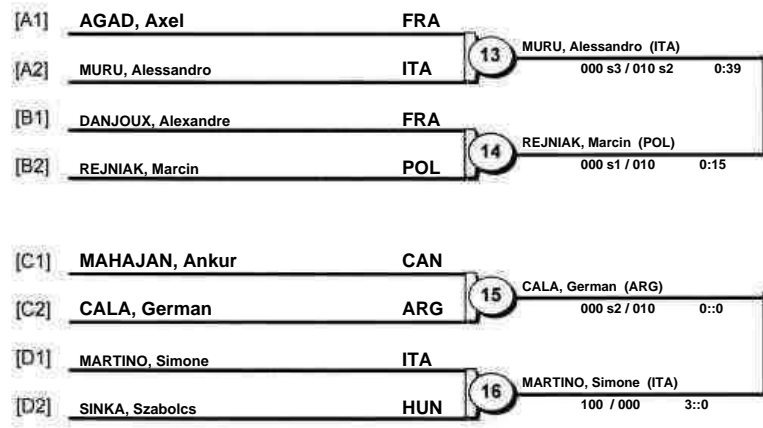 [A1] AGAD, Axel FRA
[A2] MURU, Alessandro ITA
13 MURU, Alessandro (ITA)
000 s3 / 010 s2 0:39
[B1] DANJOUX, Alexandre FRA
[B2] REJNIAK, Marcin POL
14 REJNIAK, Marcin (POL)
000 s1 / 010 0:15
[C1] MAHAJAN, Ankur CAN
[C2] CALA, German ARG
15 CALA, German (ARG)
000 s2 / 010 0::0
[D1] MARTINO, Simone ITA
[D2] SINKA, Szabolcs HUN
16 MARTINO, Simone (ITA)
100 / 000 3::0